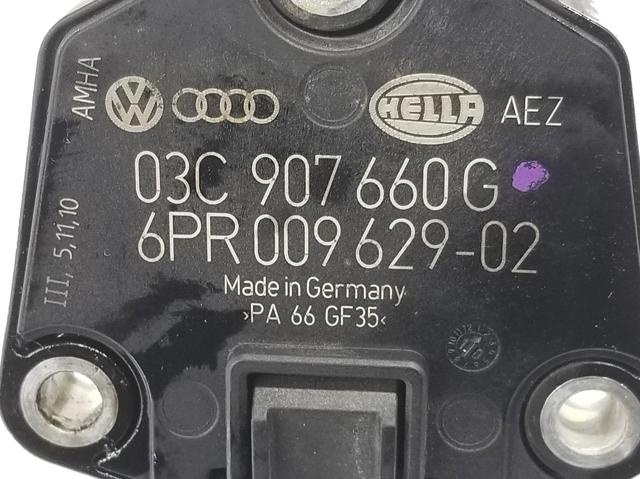 AMHA
HELLA AEZ
03C 907 660 G
6PR 009 629-02
III, 5,11,10
Made in Germany
>PA 66 GF35<